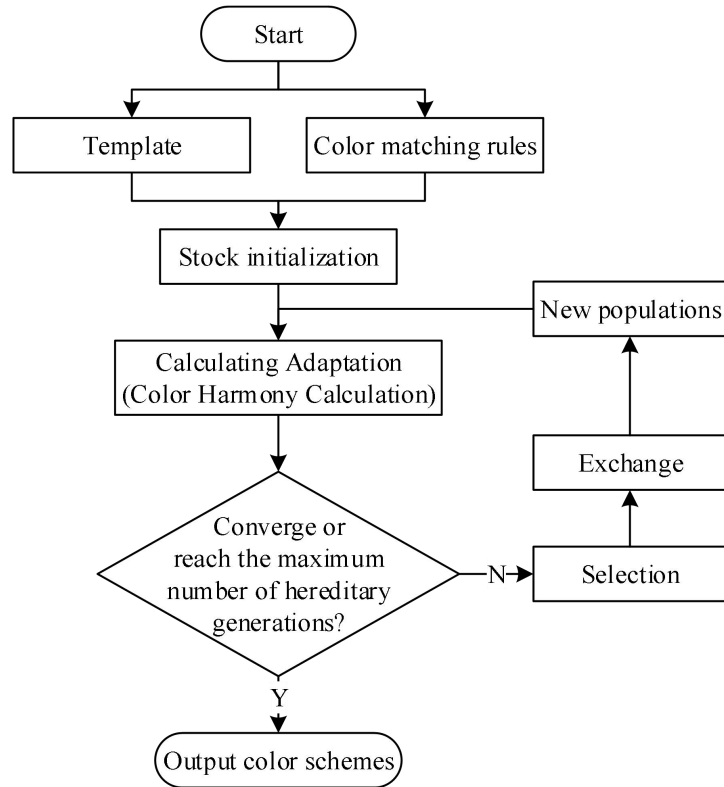 Start
Template
Color matching rules
Stock initialization
New populations
Calculating Adaptation
(Color Harmony Calculation)
Exchange
Converge or
reach the maximum
number of hereditary
generations?
N
Selection
Y
Output color schemes